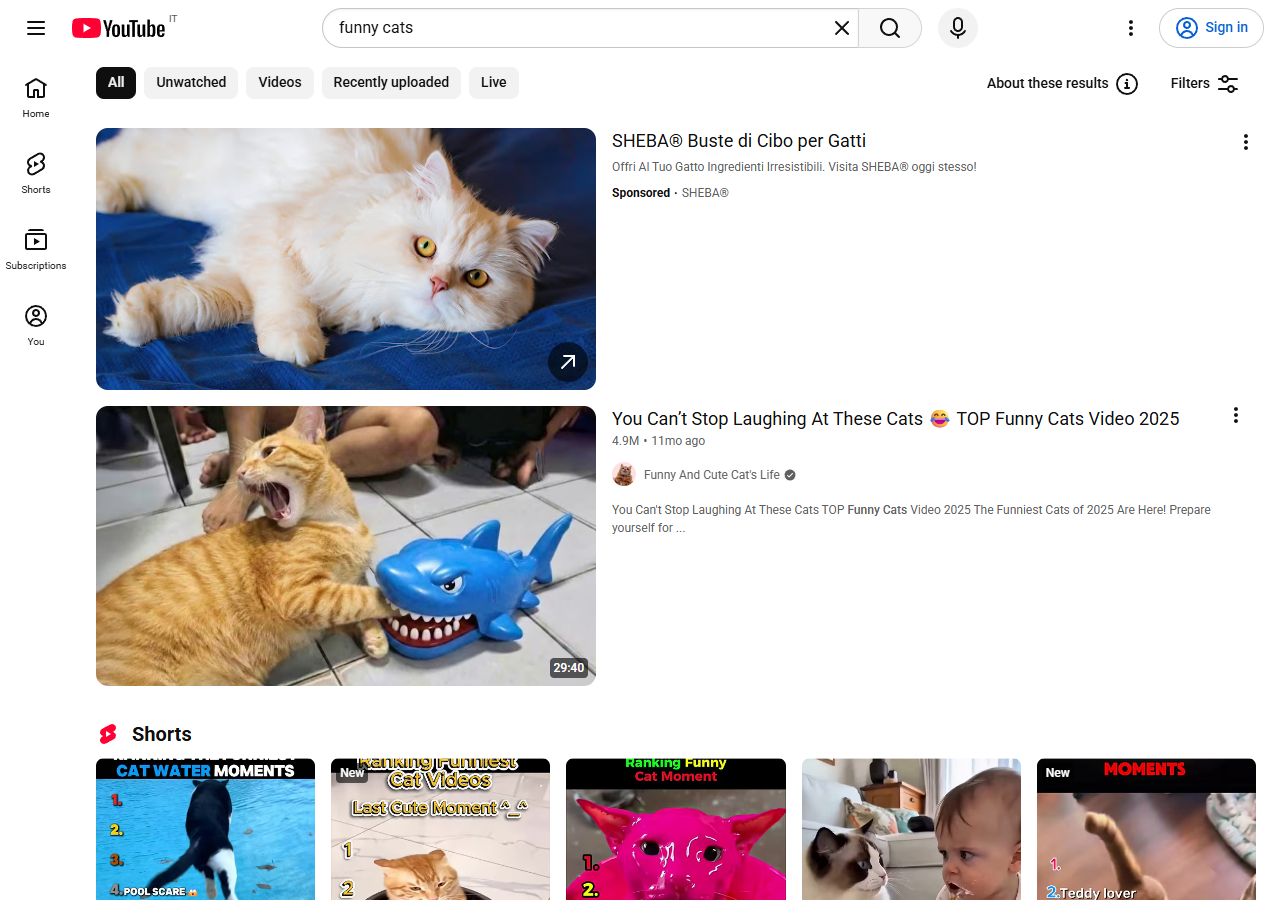 YouTube IT
funny cats
Sign in
Home
Shorts
Subscriptions
You
All
Unwatched
Videos
Recently uploaded
Live
About these results
Filters
SHEBA® Buste di Cibo per Gatti
Offri Al Tuo Gatto Ingredienti Irresistibili. Visita SHEBA® oggi stesso!
Sponsored · SHEBA®
29:40
You Can’t Stop Laughing At These Cats 😂 TOP Funny Cats Video 2025
4.9M • 11mo ago
Funny And Cute Cat's Life
You Can't Stop Laughing At These Cats TOP Funny Cats Video 2025 The Funniest Cats of 2025 Are Here! Prepare
yourself for ...
Shorts
CAT WATER MOMENTS
1.
2.
3.
4. POOL SCARE 🙀
New
Ranking Funniest
Cat Videos
Last Cute Moment ^_^
1
2
Ranking Funny
Cat Moment
1.
2.
New
MOMENTS
1.
2. Teddy lover